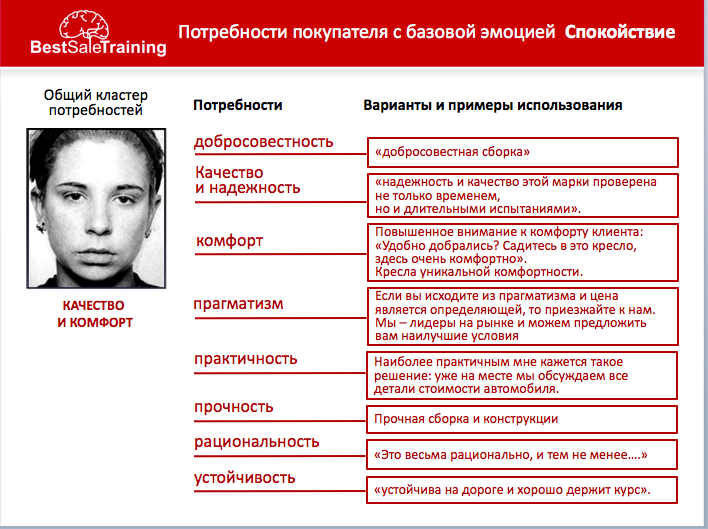 BestSaleTraining
Потребности покупателя с базовой эмоцией Спокойствие
Общий кластер
потребностей
КАЧЕСТВО
И КОМФОРТ
Потребности
Варианты и примеры использования
добросовестность
«добросовестная сборка»
Качество
и надежность
«надежность и качество этой марки проверена
не только временем,
но и длительными испытаниями».
комфорт
Повышенное внимание к комфорту клиента:
«Удобно добрались? Садитесь в это кресло,
здесь очень комфортно».
Кресла уникальной комфортности.
прагматизм
Если вы исходите из прагматизма и цена
является определяющей, то приезжайте к нам.
Мы – лидеры на рынке и можем предложить
вам наилучшие условия
практичность
Наиболее практичным мне кажется такое
решение: уже на месте мы обсуждаем все
детали стоимости автомобиля.
прочность
Прочная сборка и конструкции
рациональность
«Это весьма рационально, и тем не менее….»
устойчивость
«устойчива на дороге и хорошо держит курс».